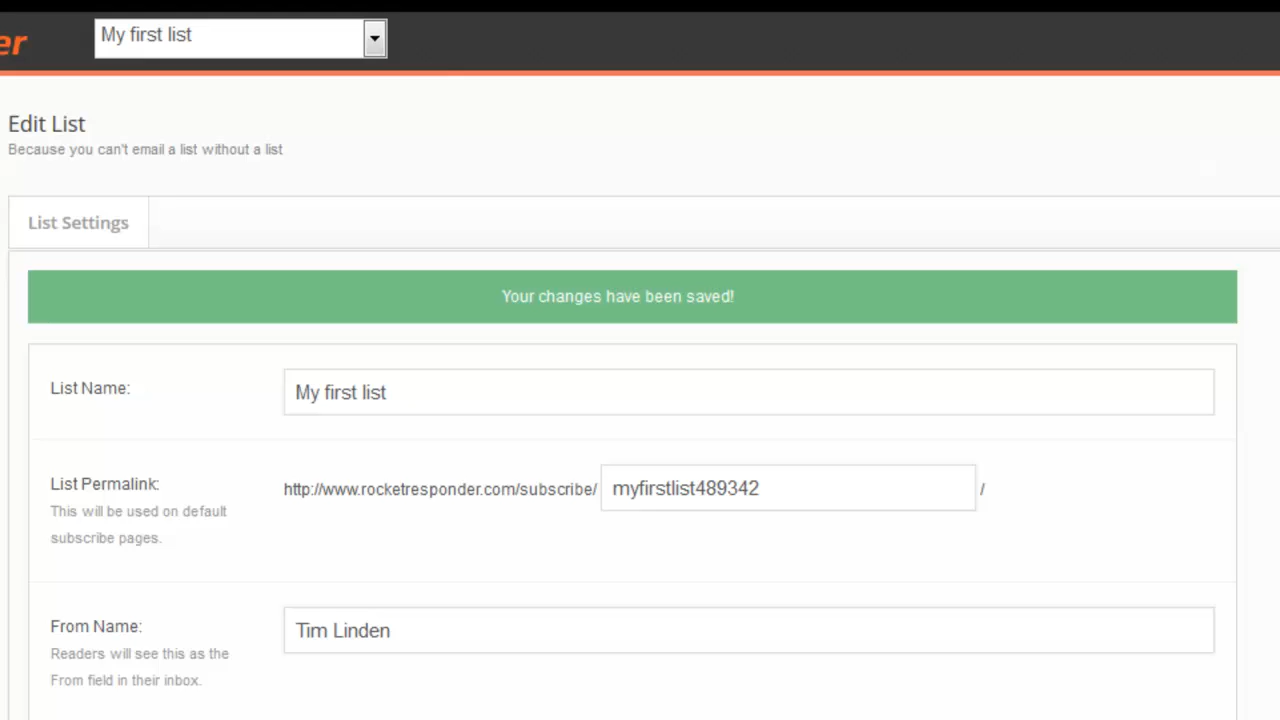 er
My first list
Edit List
Because you can't email a list without a list
List Settings
Your changes have been saved!
List Name:
My first list
List Permalink:
http://www.rocketresponder.com/subscribe/ myfirstlist489342 /
This will be used on default
subscribe pages.
From Name:
Tim Linden
Readers will see this as the
From field in their inbox.